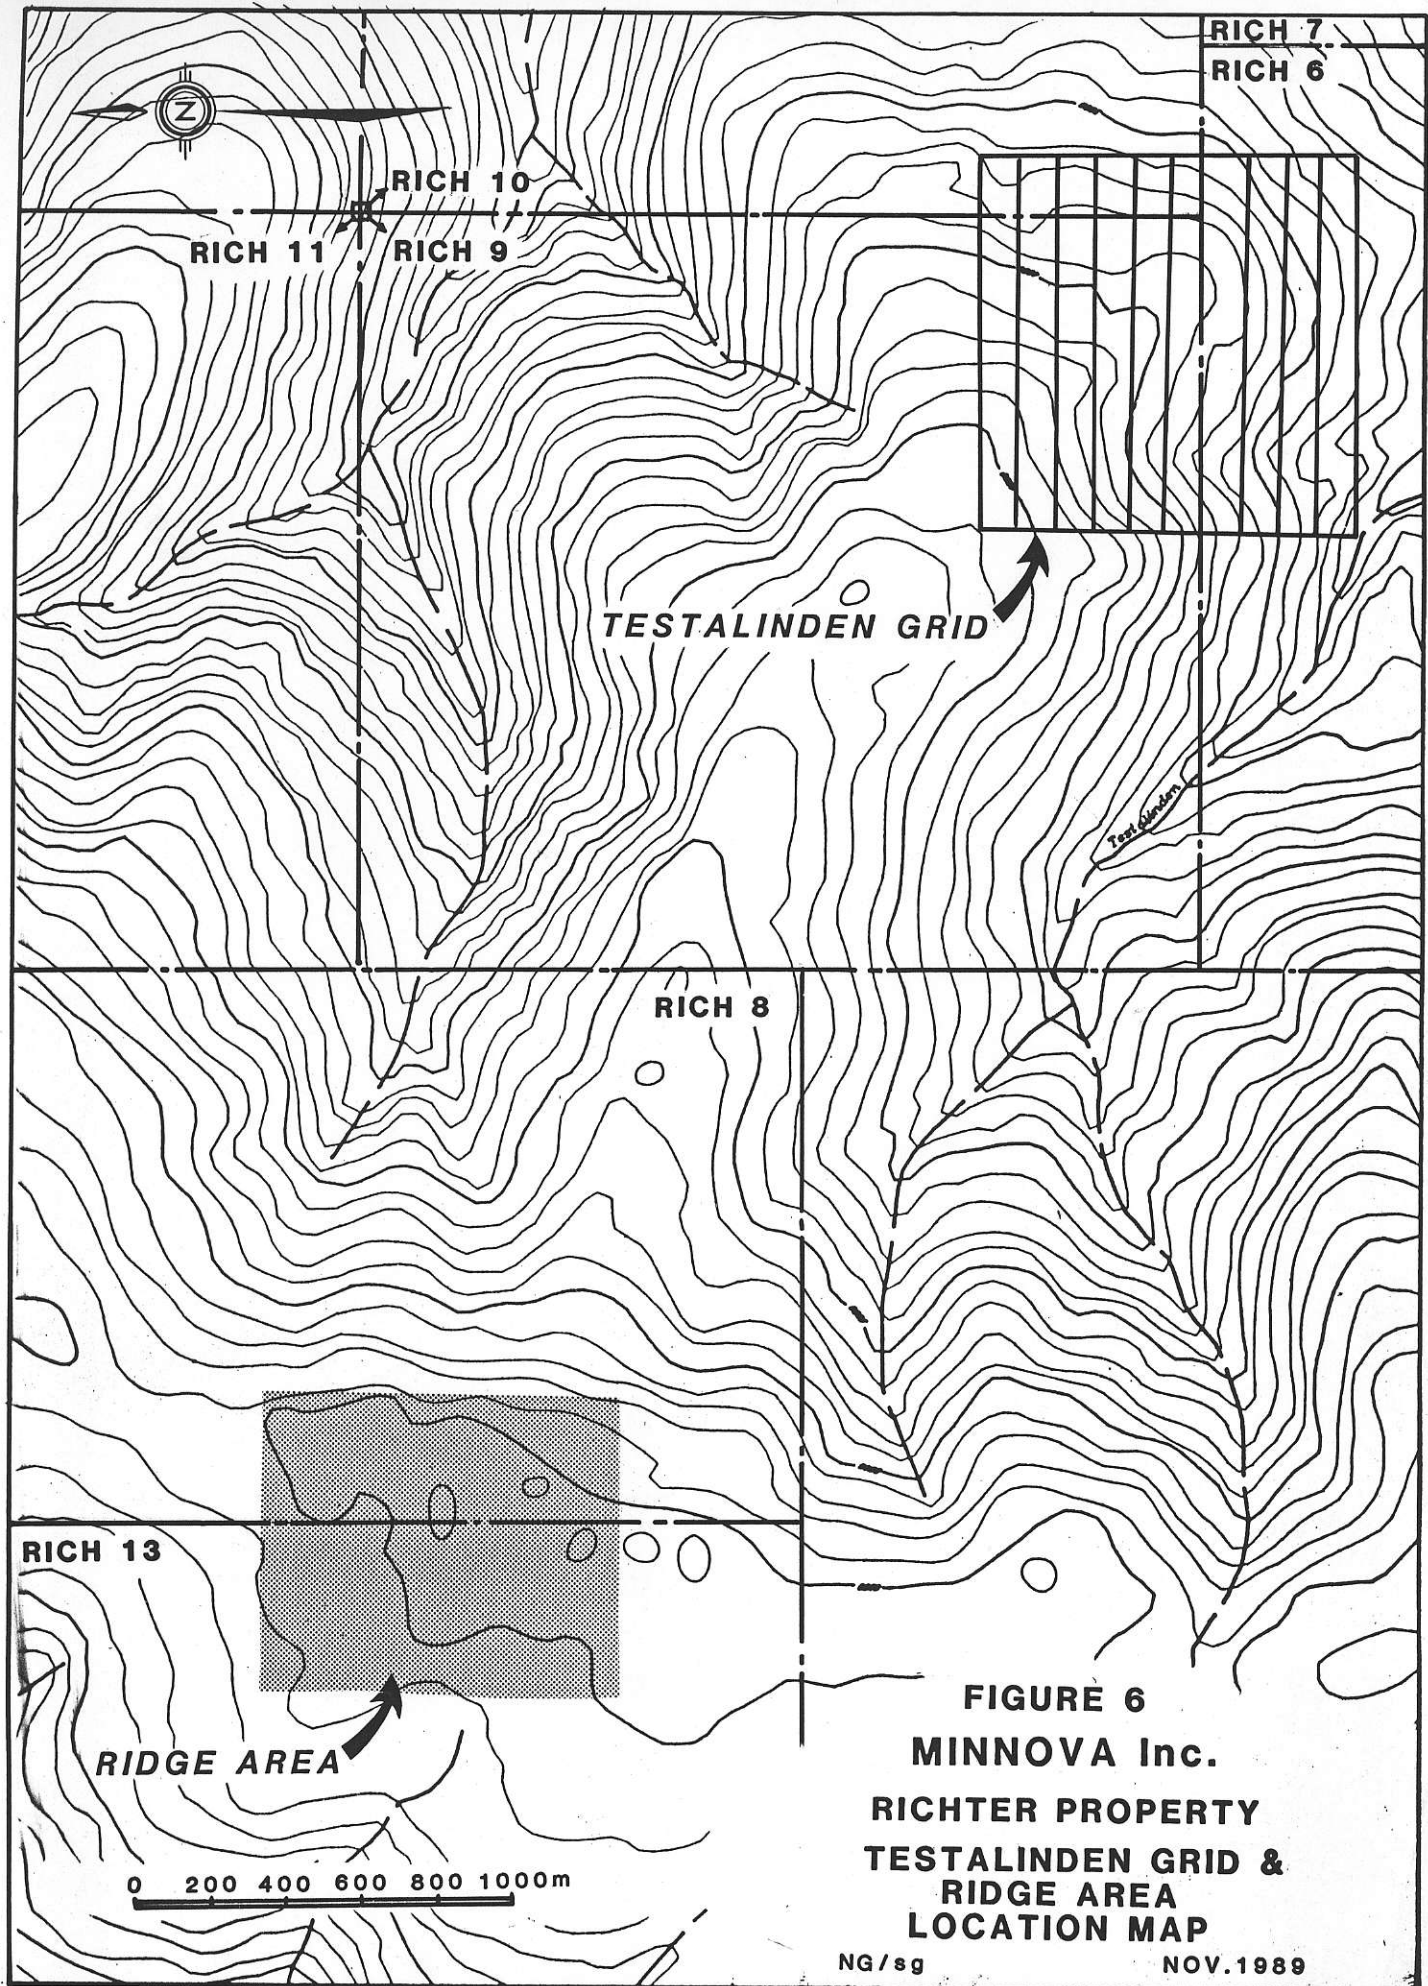 RICH 7
RICH 6
N
RICH 10
RICH 11
RICH 9
TESTALINDEN GRID
Testalinden
RICH 8
RICH 13
RIDGE AREA
0 200 400 600 800 1000m
FIGURE 6
MINNOVA Inc.
RICHTER PROPERTY
TESTALINDEN GRID &
RIDGE AREA
LOCATION MAP
NG/sg NOV.1989